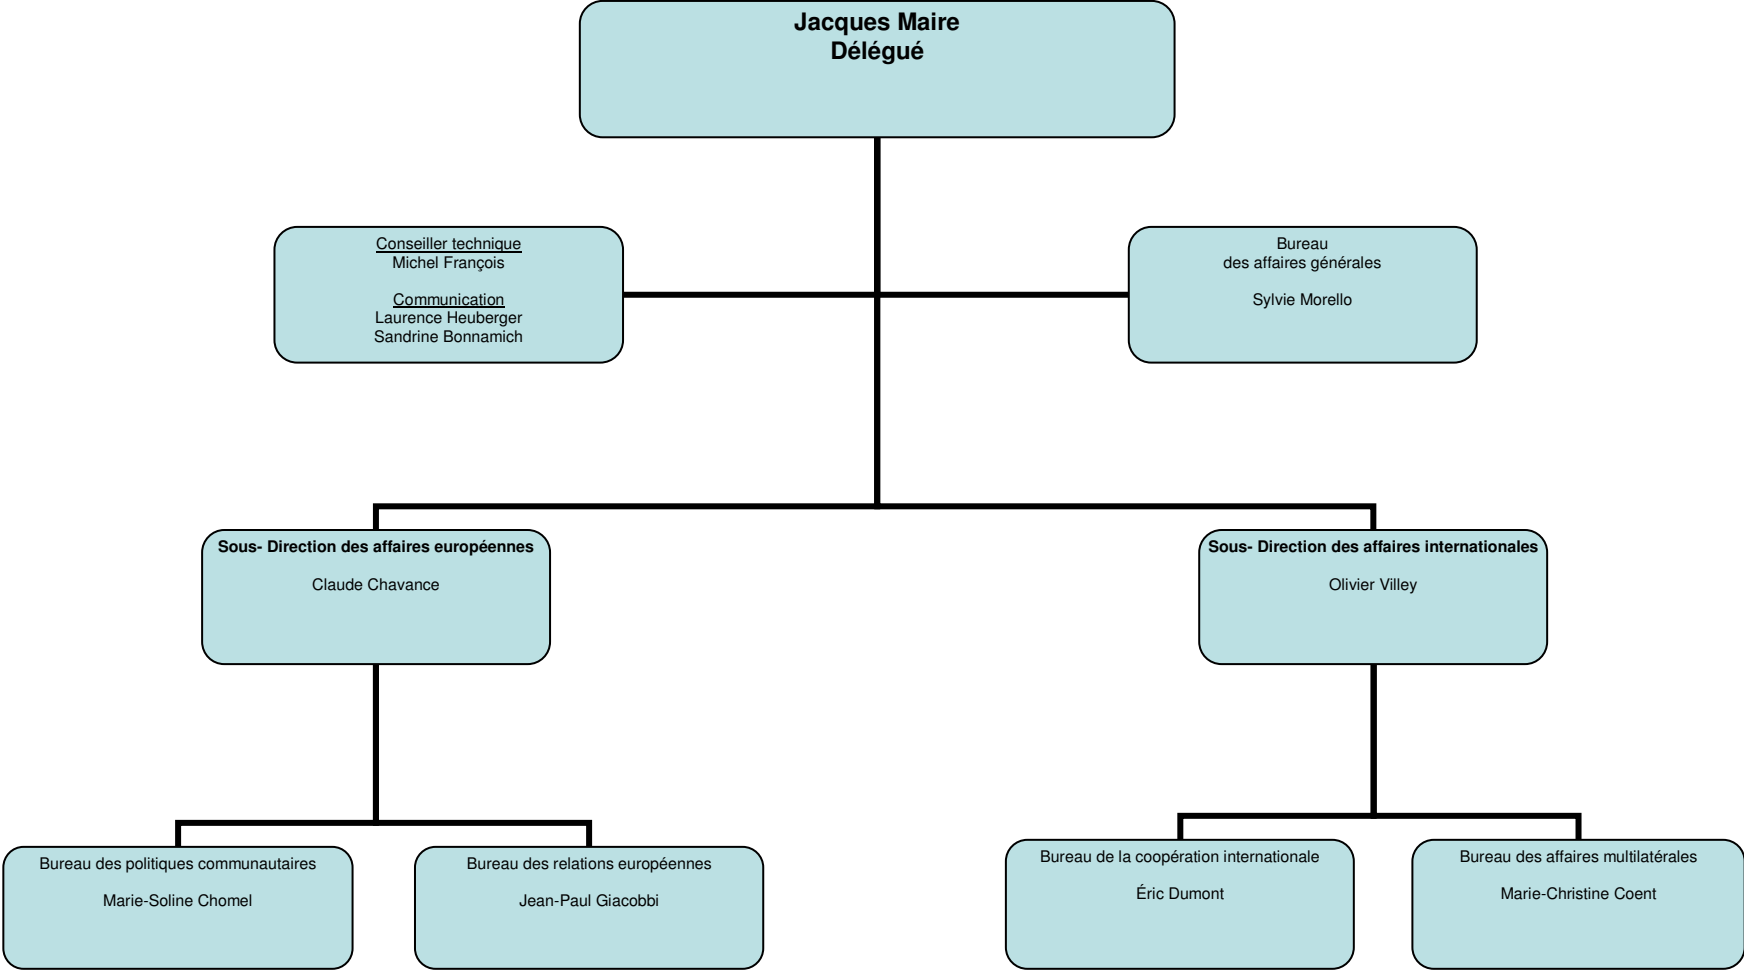 Jacques Maire
Délégué
Conseiller technique
Michel François
Communication
Laurence Heuberger
Sandrine Bonnamich
Bureau
des affaires générales
Sylvie Morello
Sous- Direction des affaires européennes
Claude Chavance
Sous- Direction des affaires internationales
Olivier Villey
Bureau des politiques communautaires
Marie-Soline Chomel
Bureau des relations européennes
Jean-Paul Giacobbi
Bureau de la coopération internationale
Éric Dumont
Bureau des affaires multilatérales
Marie-Christine Coent